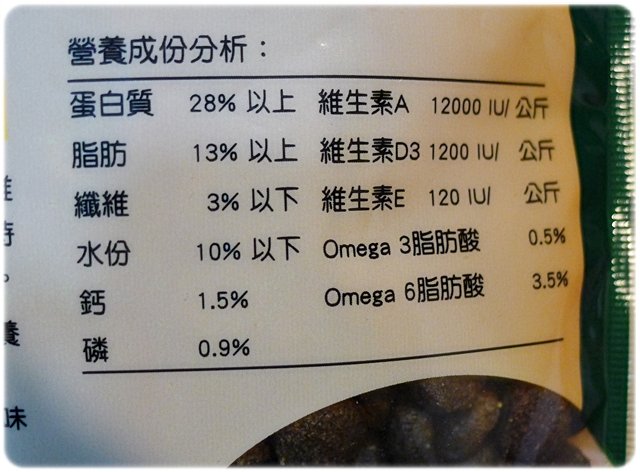 營養成份分析：
蛋白質 28% 以上 維生素A 12000 IU/ 公斤
脂肪 13% 以上 維生素D3 1200 IU/ 公斤
纖維 3% 以下 維生素E 120 IU/ 公斤
水份 10% 以下 Omega 3脂肪酸 0.5%
鈣 1.5% Omega 6脂肪酸 3.5%
磷 0.9%
養
味